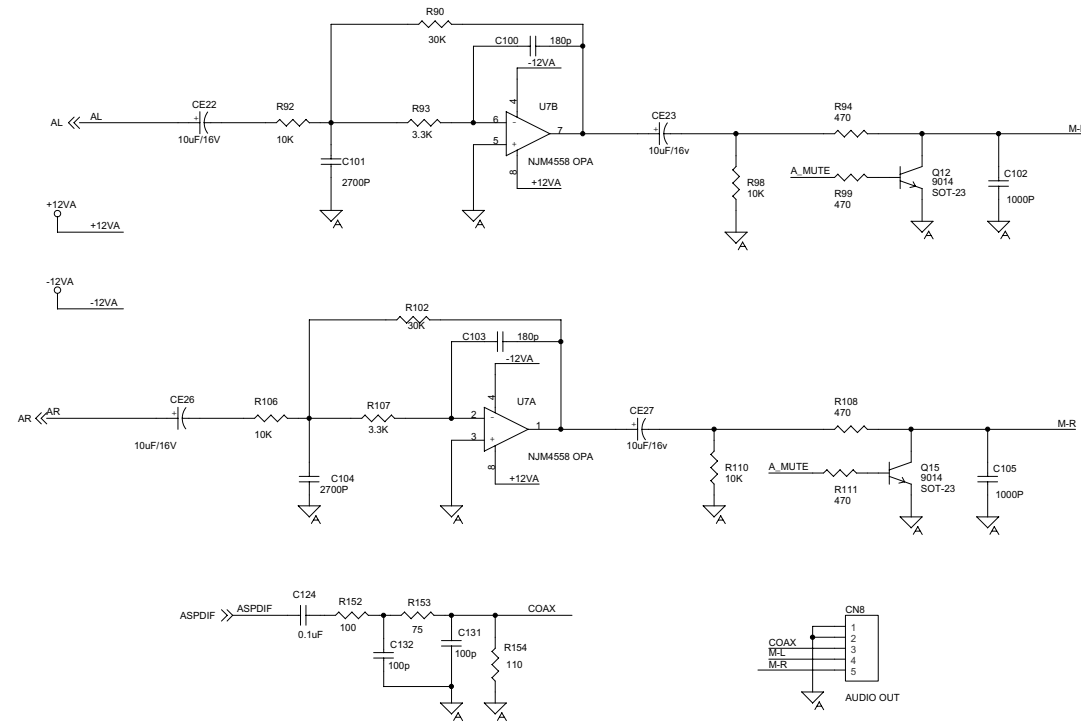 R90
30K
C100 180p
-12VA
4
U7B
AL AL
CE22
10uF/16V
R92
10K
R93
3.3K
6 -
5 +
7
8
NJM4558 OPA
+12VA
C101
2700P
A
A
CE23
10uF/16v
R94
470
M-
A_MUTE
R99
470
Q12
9014
SOT-23
R98
10K
C102
1000P
A
A
A
+12VA
+12VA
-12VA
-12VA
R102
30K
C103 180p
-12VA
4
U7A
AR AR
CE26
10uF/16V
R106
10K
R107
3.3K
2 -
3 +
1
8
NJM4558 OPA
+12VA
C104
2700P
A
A
CE27
10uF/16v
R108
470
M-R
A_MUTE
R111
470
Q15
9014
SOT-23
R110
10K
C105
1000P
A
A
A
ASPDIF ASPDIF
C124
0.1uF
R152
100
R153
75
COAX
C132
100p
C131
100p
R154
110
A
A
CN8
1
2
COAX 3
M-L 4
M-R 5
A
AUDIO OUT